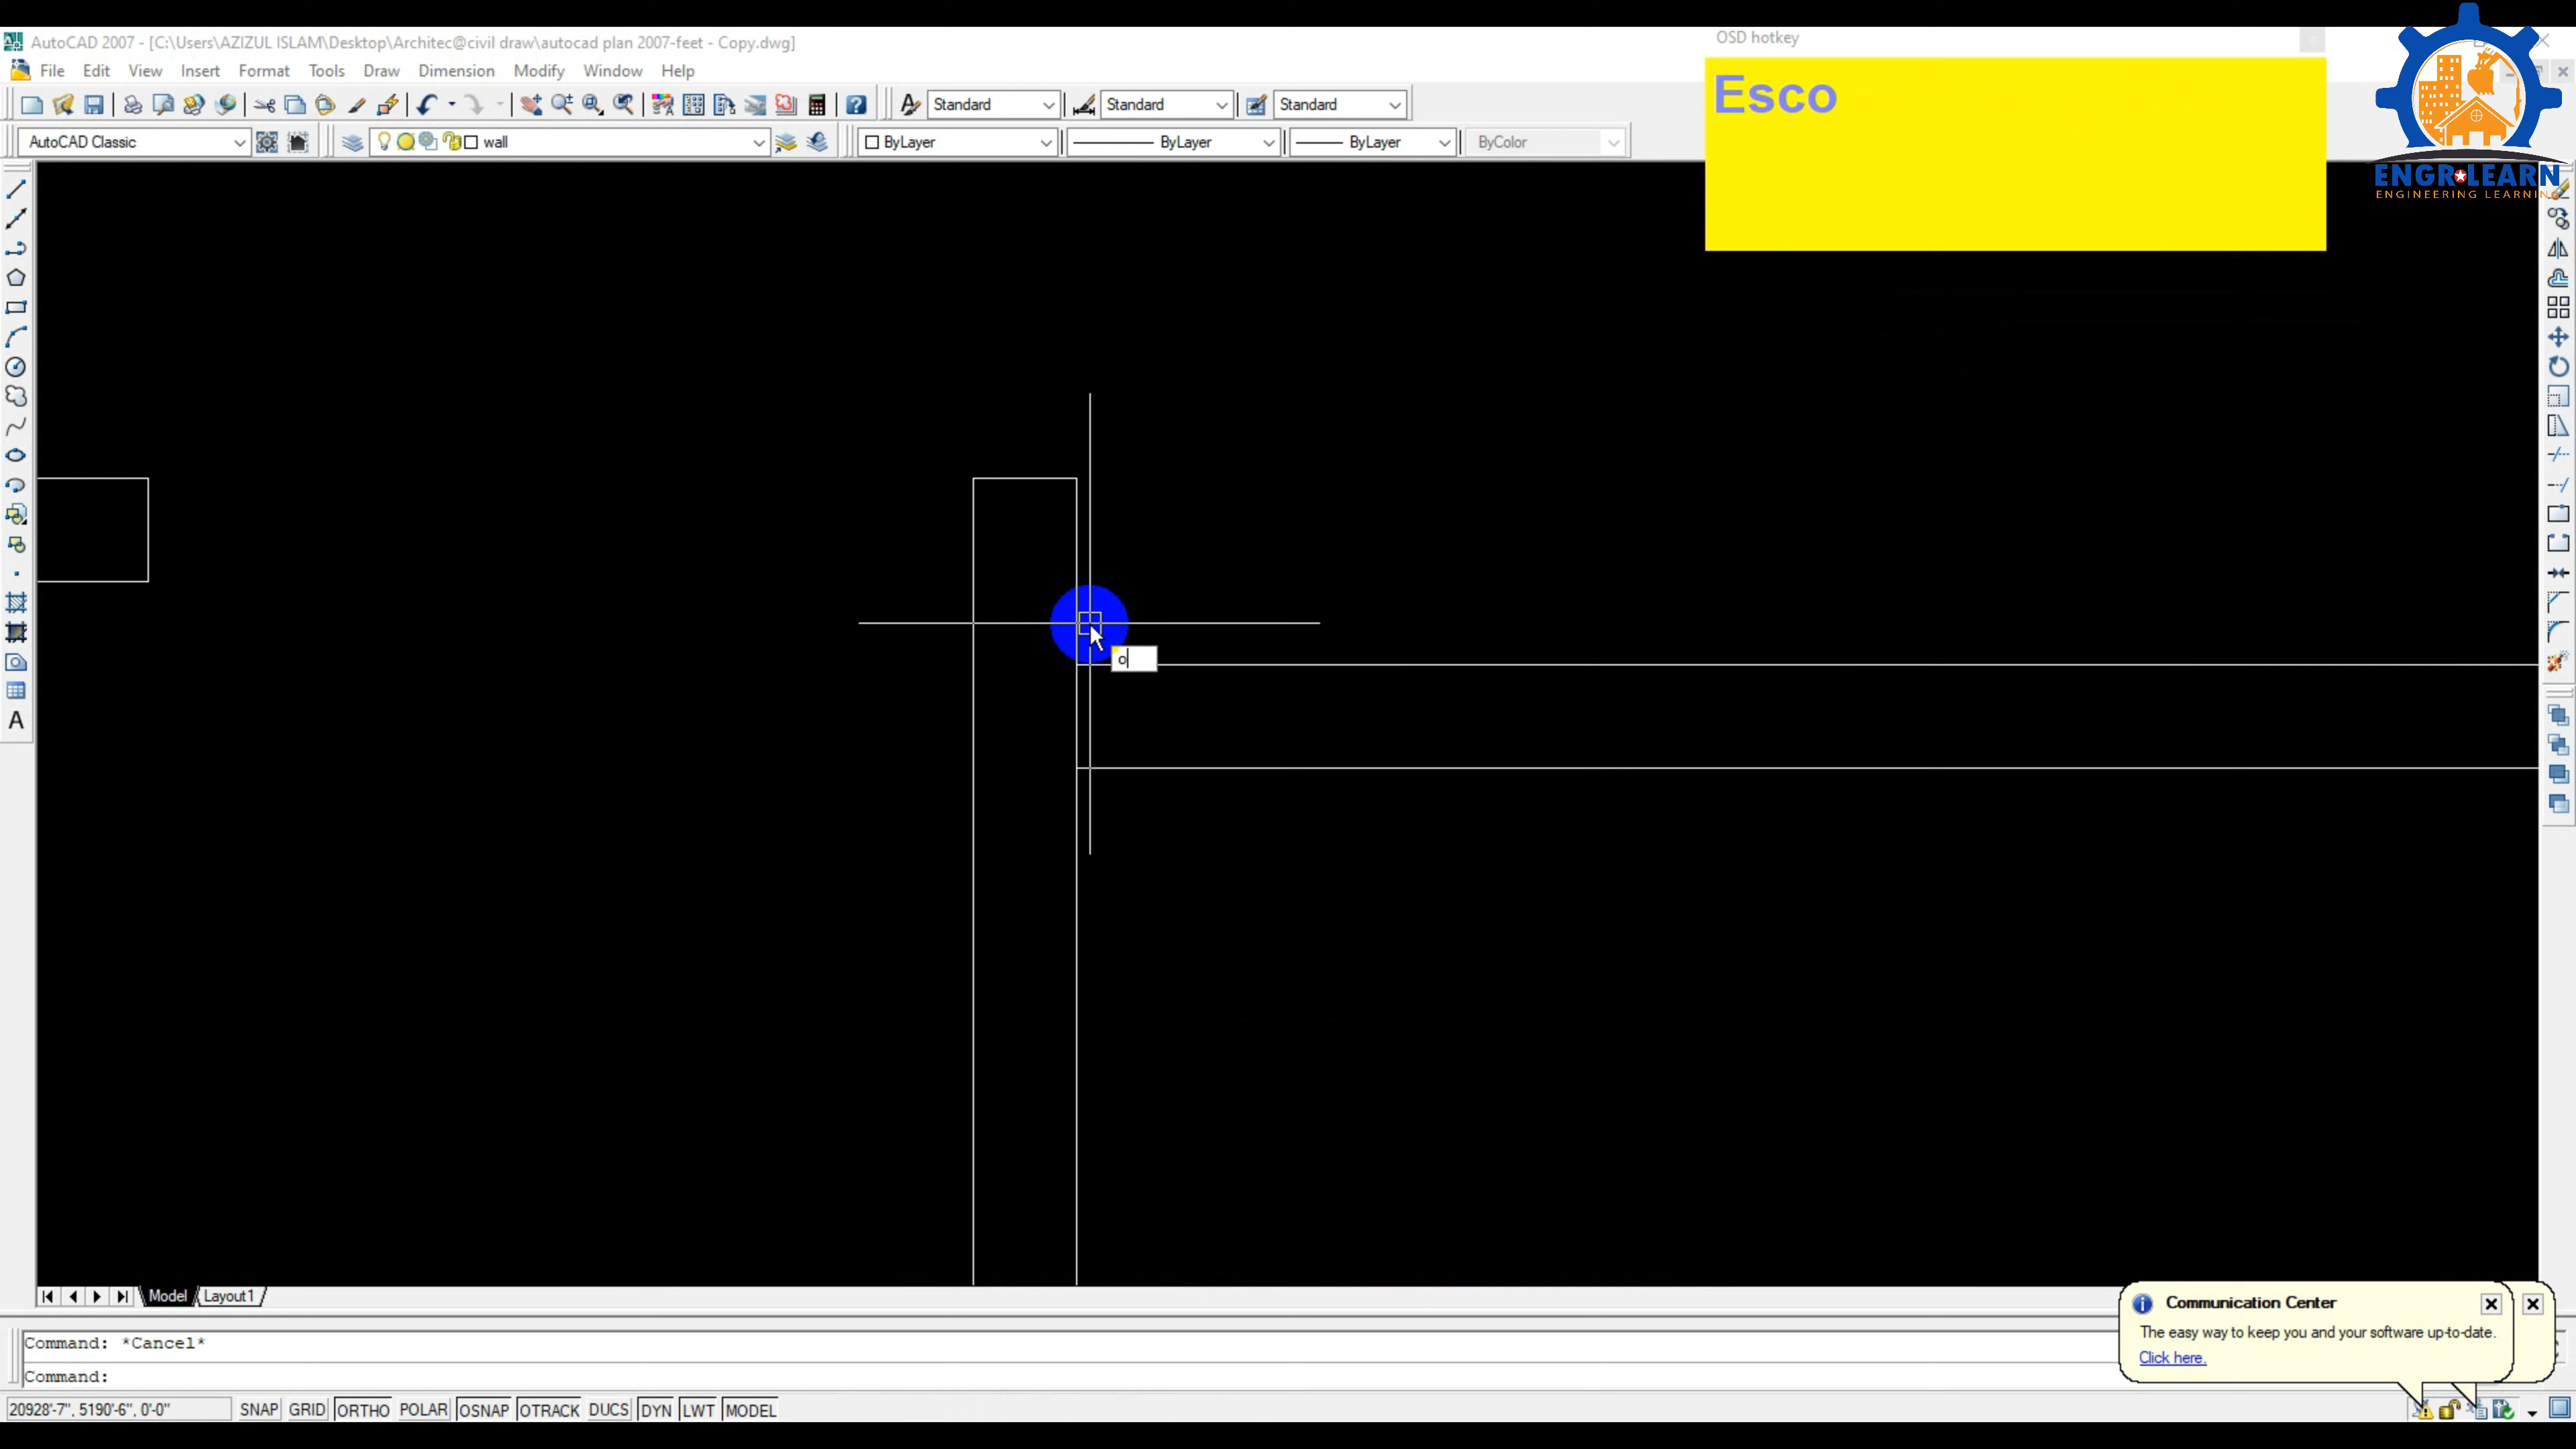 AutoCAD 2007 - [C:\Users\AZIZUL ISLAM\Desktop\Architec@civil draw\autocad plan 2007-feet - Copy.dwg]
OSD hotkey
File Edit View Insert Format Tools Draw Dimension Modify Window Help
Esco
Standard Standard Standard
AutoCAD Classic wall ByLayer ByLayer ByLayer ByColor
ENGR LEARN
ENGINEERING LEARNING
A
o
Model Layout1
Communication Center
The easy way to keep you and your software up-to-date.
Click here.
Command: *Cancel*
Command:
20928'-7", 5190'-6", 0'-0" SNAP GRID ORTHO POLAR OSNAP OTRACK DUCS DYN LWT MODEL